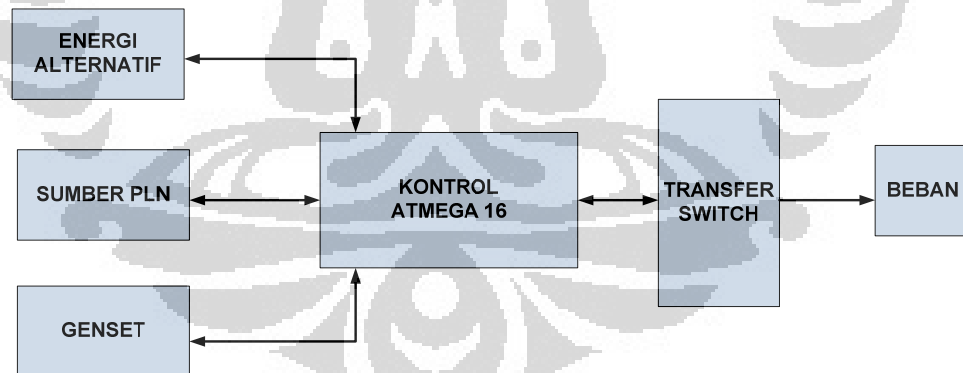 ENERGI
ALTERNATIF
SUMBER PLN
KONTROL
ATMEGA 16
TRANSFER
SWITCH
BEBAN
GENSET